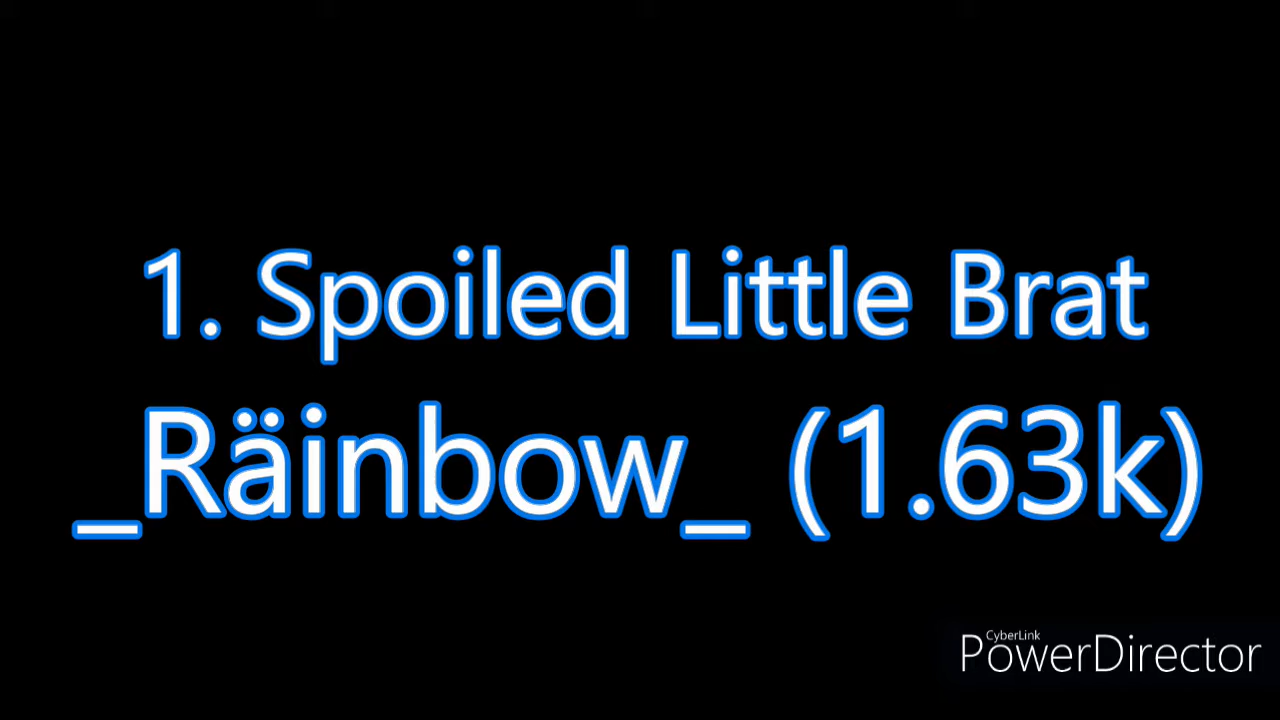 1. Spoiled Little Brat
_Räinbow_ (1.63k)
CyberLink
PowerDirector